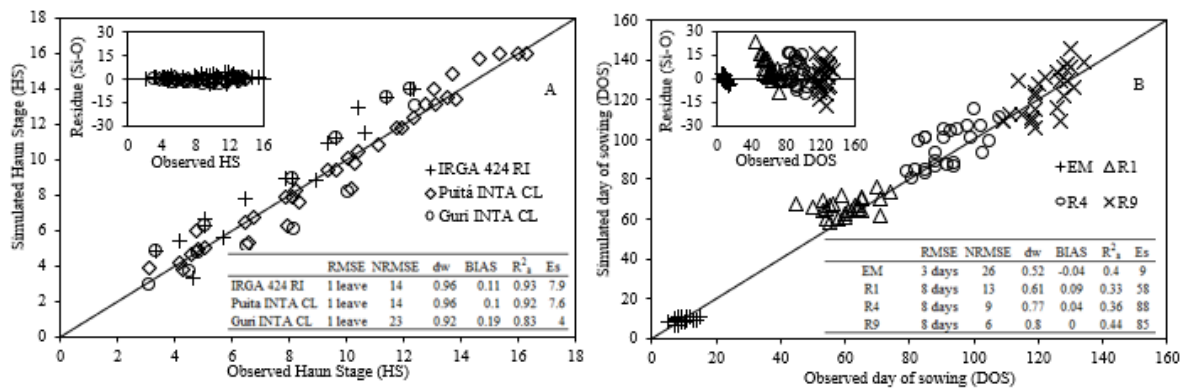 18
16
14
12
10
8
6
4
2
0
Simulated Haun Stage (HS)
30
15
0
-15
-30
Residue (Si-O)
0 4 8 12 16
Observed HS
A
IRGA 424 RI
Puitá INTA CL
Guri INTA CL
RMSE NRMSE dw BIAS R²a Es
IRGA 424 RI 1 leave 14 0.96 0.11 0.93 7.9
Puita INTA CL 1 leave 14 0.96 0.1 0.92 7.6
Guri INTA CL 1 leave 23 0.92 0.19 0.83 4
0 2 4 6 8 10 12 14 16 18
Observed Haun Stage (HS)
160
140
120
100
80
60
40
20
0
Simulated day of sowing (DOS)
30
15
0
-15
-30
Residue (Si-O)
0 30 60 90 120 160
Observed DOS
B
EM R1
R4 R9
RMSE NRMSE dw BIAS R²a Es
EM 3 days 26 0.52 -0.04 0.4 9
R1 8 days 13 0.61 0.09 0.33 58
R4 8 days 9 0.77 0.04 0.36 88
R9 8 days 6 0.8 0 0.44 85
0 20 40 60 80 100 120 140 160
Observed day of sowing (DOS)